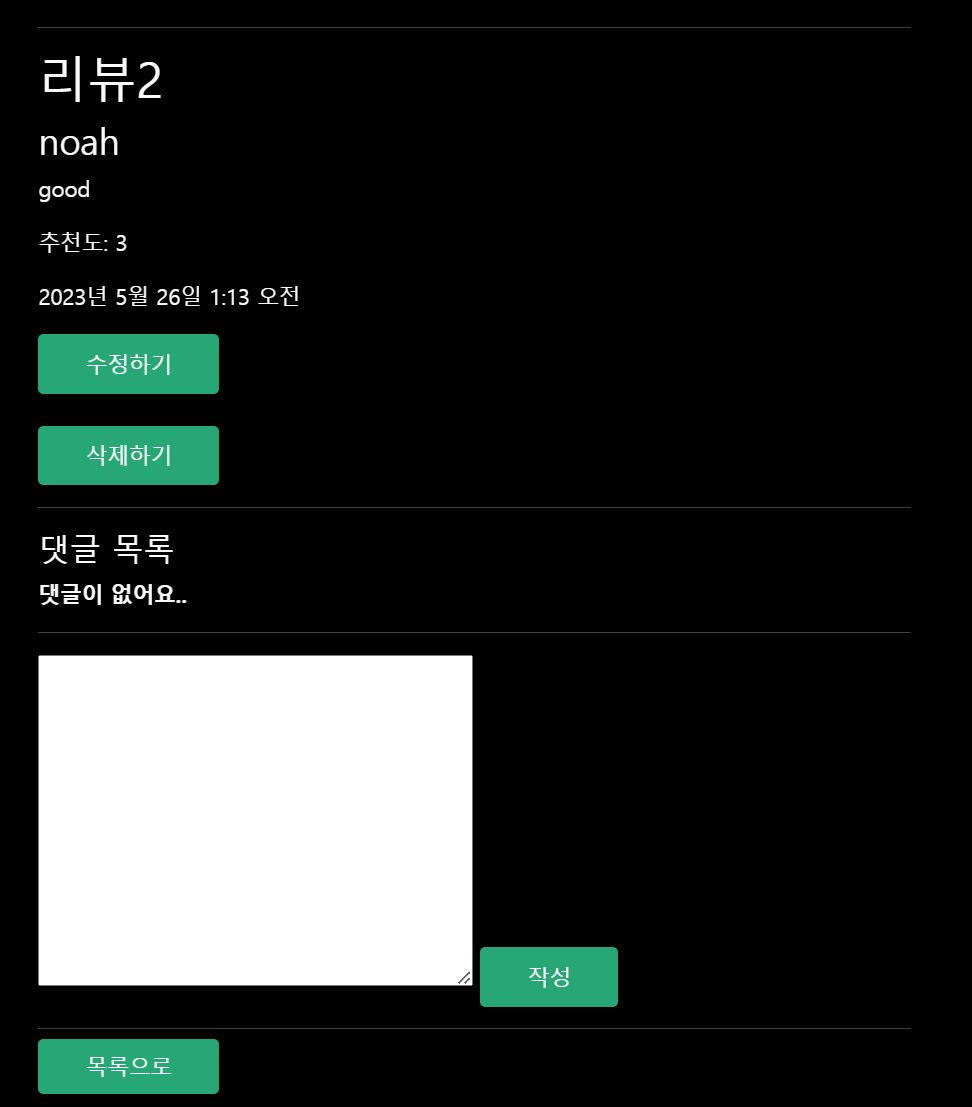 리뷰2
noah
good
추천도: 3
2023년 5월 26일 1:13 오전
수정하기
삭제하기
댓글 목록
댓글이 없어요..
작성
목록으로